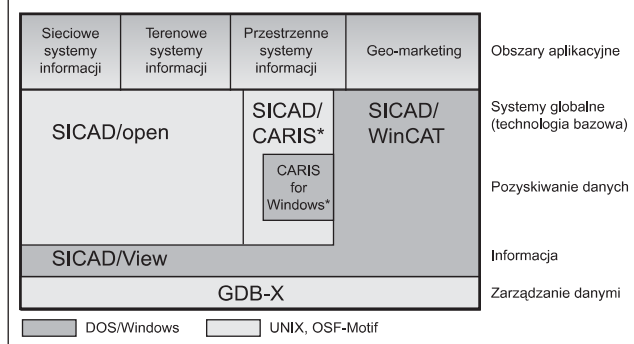 Sieciowe
systemy
informacji
Terenowe
systemy
informacji
Przestrzenne
systemy
informacji
Geo-marketing
Obszary aplikacyjne
SICAD/open
SICAD/
CARIS*
SICAD/
WinCAT
Systemy globalne
(technologia bazowa)
CARIS
for
Windows*
Pozyskiwanie danych
SICAD/View
Informacja
GDB-X
Zarządzanie danymi
DOS/Windows
UNIX, OSF-Motif